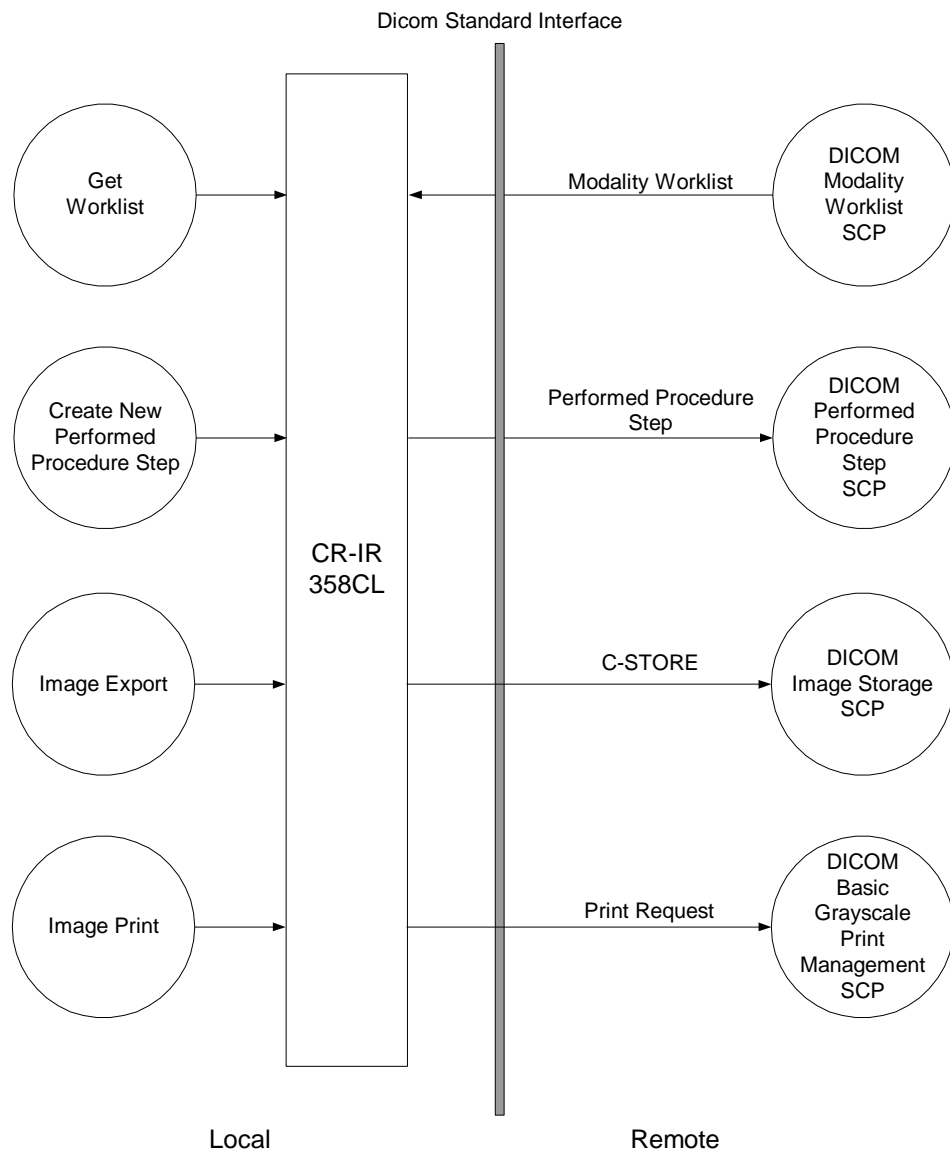 Dicom Standard Interface
Get
Worklist
Modality Worklist
DICOM
Modality
Worklist
SCP
Create New
Performed
Procedure Step
Performed Procedure
Step
DICOM
Performed
Procedure
Step
SCP
CR-IR
358CL
Image Export
C-STORE
DICOM
Image Storage
SCP
Image Print
Print Request
DICOM
Basic
Grayscale
Print
Management
SCP
Local
Remote